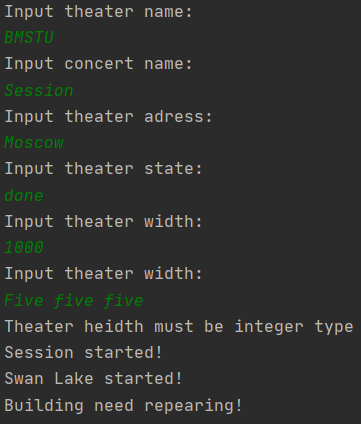 Input theater name:
BMSTU
Input concert name:
Session
Input theater adress:
Moscow
Input theater state:
done
Input theater width:
1000
Input theater width:
Five five five
Theater heidth must be integer type
Session started!
Swan Lake started!
Building need repearing!